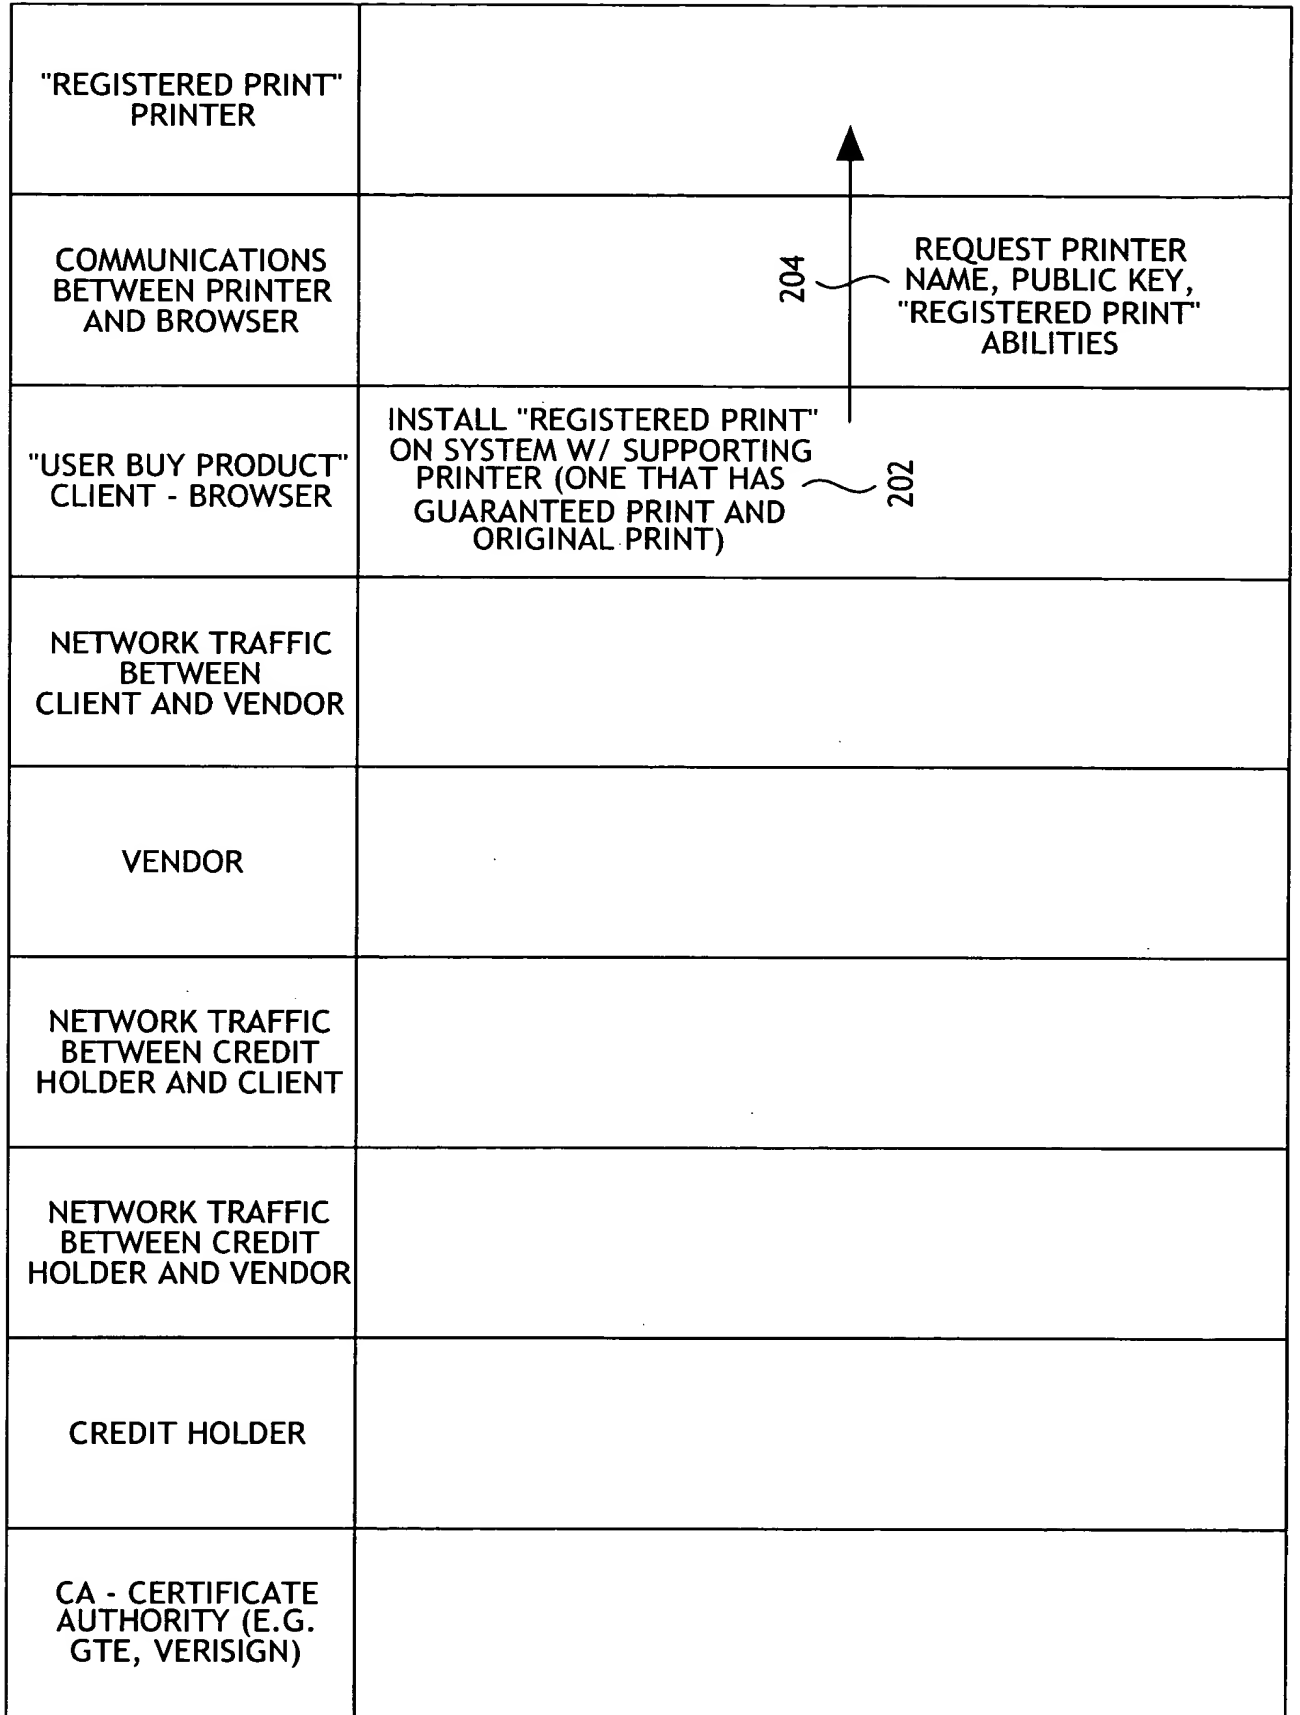 "REGISTERED PRINT"
PRINTER
COMMUNICATIONS
BETWEEN PRINTER
AND BROWSER
204
REQUEST PRINTER
NAME, PUBLIC KEY,
"REGISTERED PRINT"
ABILITIES
"USER BUY PRODUCT"
CLIENT - BROWSER
INSTALL "REGISTERED PRINT"
ON SYSTEM W/ SUPPORTING
PRINTER (ONE THAT HAS
GUARANTEED PRINT AND
ORIGINAL PRINT)
202
NETWORK TRAFFIC
BETWEEN
CLIENT AND VENDOR
VENDOR
NETWORK TRAFFIC
BETWEEN CREDIT
HOLDER AND CLIENT
NETWORK TRAFFIC
BETWEEN CREDIT
HOLDER AND VENDOR
CREDIT HOLDER
CA - CERTIFICATE
AUTHORITY (E.G.
GTE, VERISIGN)